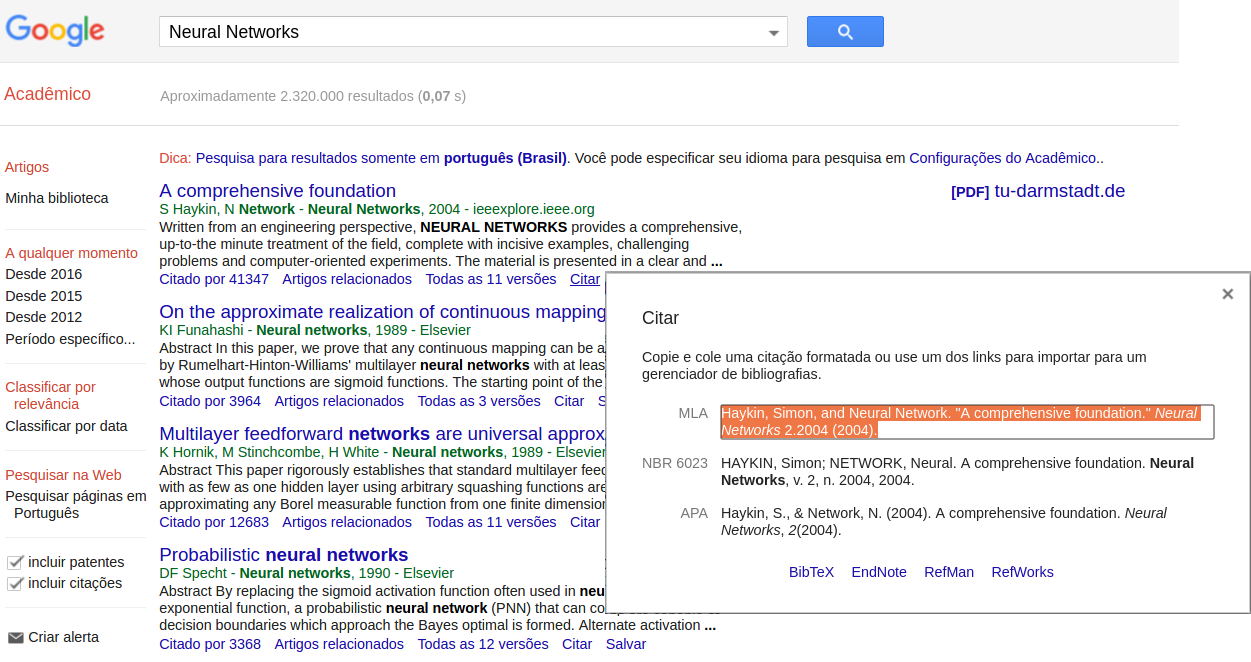 Google
Neural Networks
Acadêmico
Aproximadamente 2.320.000 resultados (0,07 s)
Artigos
Minha biblioteca
A qualquer momento
Desde 2016
Desde 2015
Desde 2012
Período específico...
Classificar por
relevância
Classificar por data
Pesquisar na Web
Pesquisar páginas em
Português
incluir patentes
incluir citações
Criar alerta
Dica: Pesquisa para resultados somente em português (Brasil). Você pode especificar seu idioma para pesquisa em Configurações do Acadêmico..
A comprehensive foundation
[PDF] tu-darmstadt.de
S Haykin, N Network - Neural Networks, 2004 - ieeexplore.ieee.org
Written from an engineering perspective, NEURAL NETWORKS provides a comprehensive,
up-to-the minute treatment of the field, complete with incisive examples, challenging
problems and computer-oriented experiments. The material is presented in a clear and ...
Citado por 41347 Artigos relacionados Todas as 11 versões Citar
On the approximate realization of continuous mapping
KI Funahashi - Neural networks, 1989 - Elsevier
Abstract In this paper, we prove that any continuous mapping can be a
by Rumelhart-Hinton-Williams' multilayer neural networks with at leas
whose output functions are sigmoid functions. The starting point of the
Citado por 3964 Artigos relacionados Todas as 3 versões Citar S
Multilayer feedforward networks are universal approx
K Hornik, M Stinchcombe, H White - Neural networks, 1989 - Elsevier
Abstract This paper rigorously establishes that standard multilayer feed
with as few as one hidden layer using arbitrary squashing functions are
approximating any Borel measurable function from one finite dimension
Citado por 12683 Artigos relacionados Todas as 11 versões Citar
Probabilistic neural networks
DF Specht - Neural networks, 1990 - Elsevier
Abstract By replacing the sigmoid activation function often used in neu
exponential function, a probabilistic neural network (PNN) that can co
decision boundaries which approach the Bayes optimal is formed. Alternate activation ...
Citado por 3368 Artigos relacionados Todas as 12 versões Citar Salvar
Citar
Copie e cole uma citação formatada ou use um dos links para importar para um
gerenciador de bibliografias.
MLA Haykin, Simon, and Neural Network. "A comprehensive foundation." Neural
Networks 2.2004 (2004).
NBR 6023 HAYKIN, Simon; NETWORK, Neural. A comprehensive foundation. Neural
Networks, v. 2, n. 2004, 2004.
APA Haykin, S., & Network, N. (2004). A comprehensive foundation. Neural
Networks, 2(2004).
BibTeX EndNote RefMan RefWorks